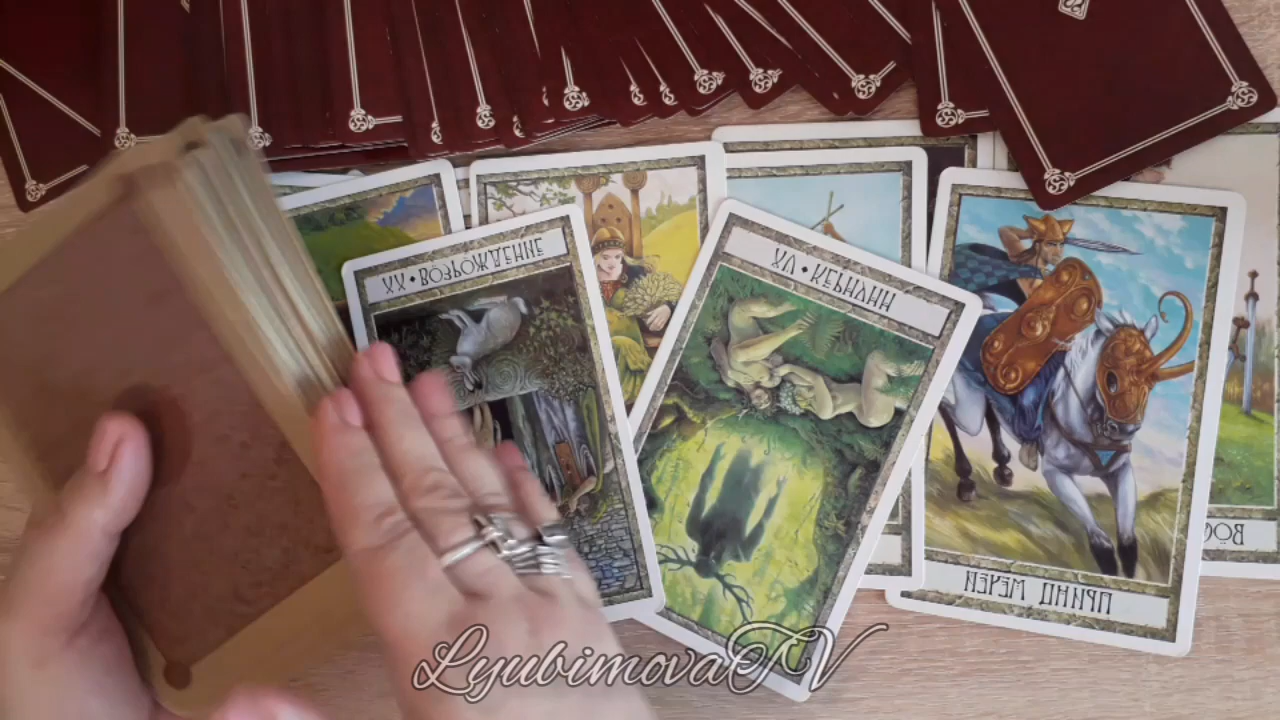 XX • ВОЗРОЖДЕНИЕ
XV • КЕРНУНН
ПРИНЦ МЕЧЕЙ
LyubimovaTV